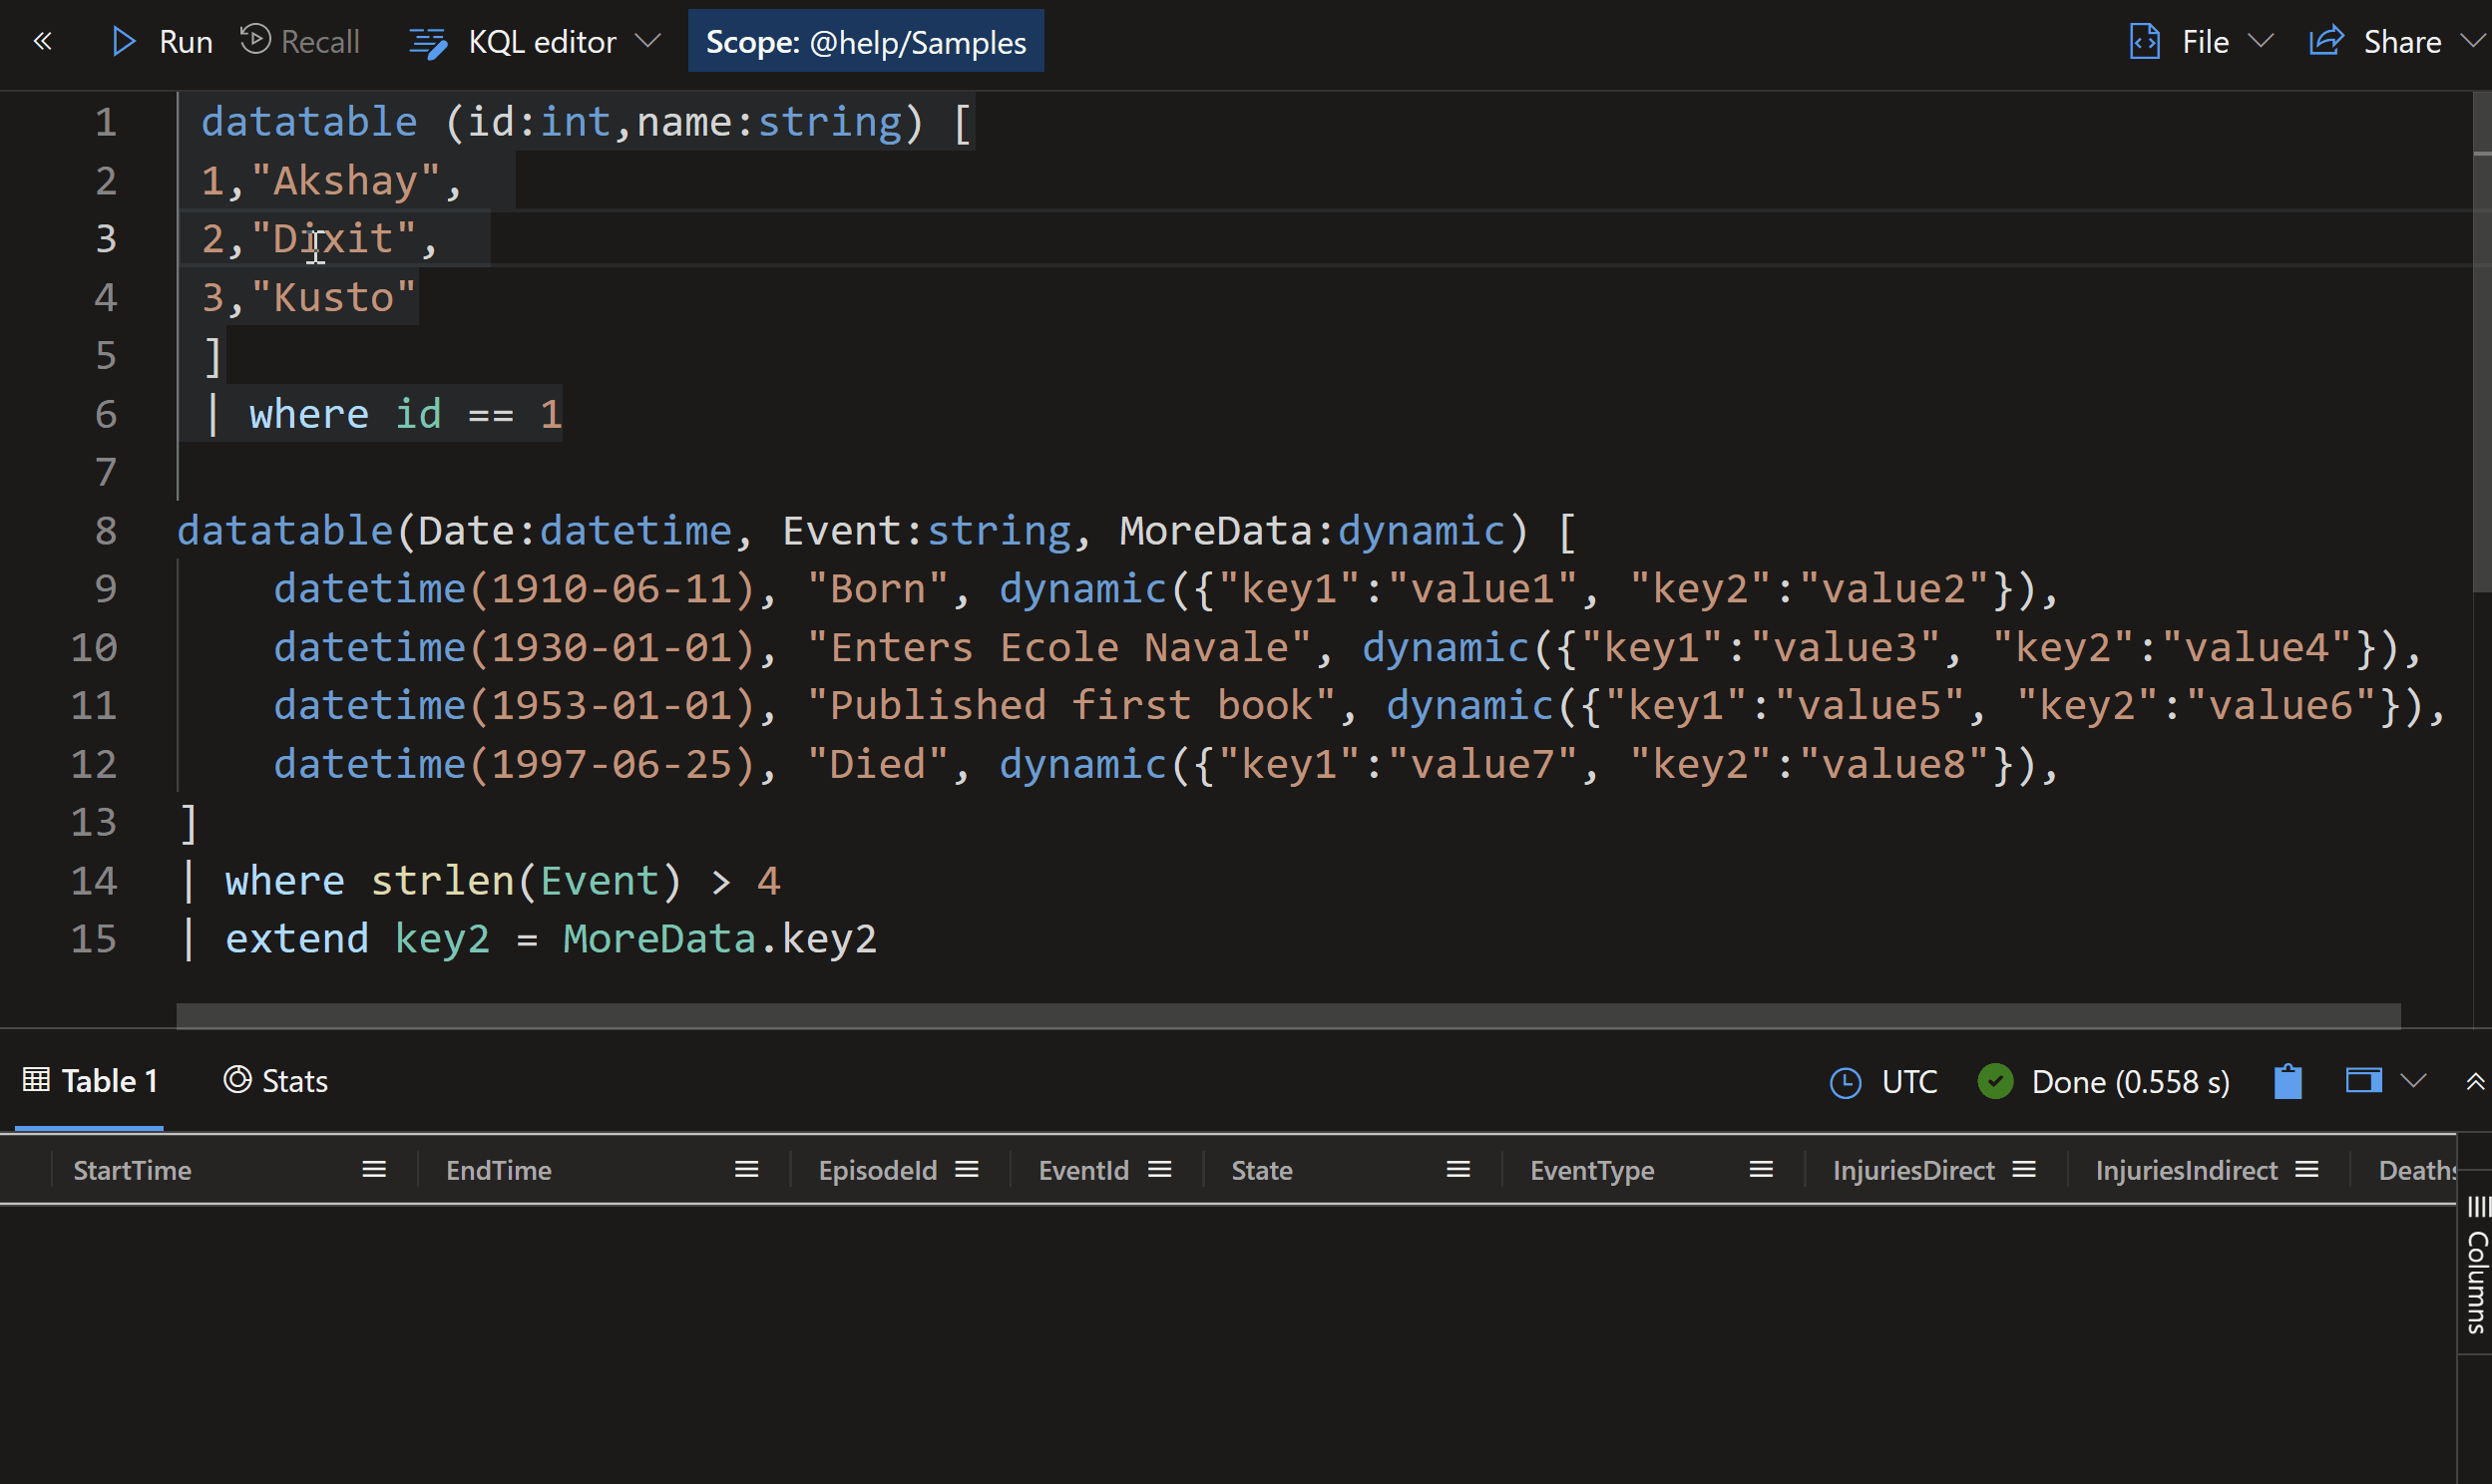 Run Recall KQL editor Scope: @help/Samples File Share
1 datatable (id:int,name:string) [
2 1,"Akshay",
3 2,"Dixit",
4 3,"Kusto"
5 ]
6 | where id == 1
7
8 datatable(Date:datetime, Event:string, MoreData:dynamic) [
9 datetime(1910-06-11), "Born", dynamic({"key1":"value1", "key2":"value2"}),
10 datetime(1930-01-01), "Enters Ecole Navale", dynamic({"key1":"value3", "key2":"value4"}),
11 datetime(1953-01-01), "Published first book", dynamic({"key1":"value5", "key2":"value6"}),
12 datetime(1997-06-25), "Died", dynamic({"key1":"value7", "key2":"value8"}),
13 ]
14 | where strlen(Event) > 4
15 | extend key2 = MoreData.key2
Table 1 Stats UTC Done (0.558 s)
StartTime EndTime EpisodeId EventId State EventType InjuriesDirect InjuriesIndirect Deaths
Columns